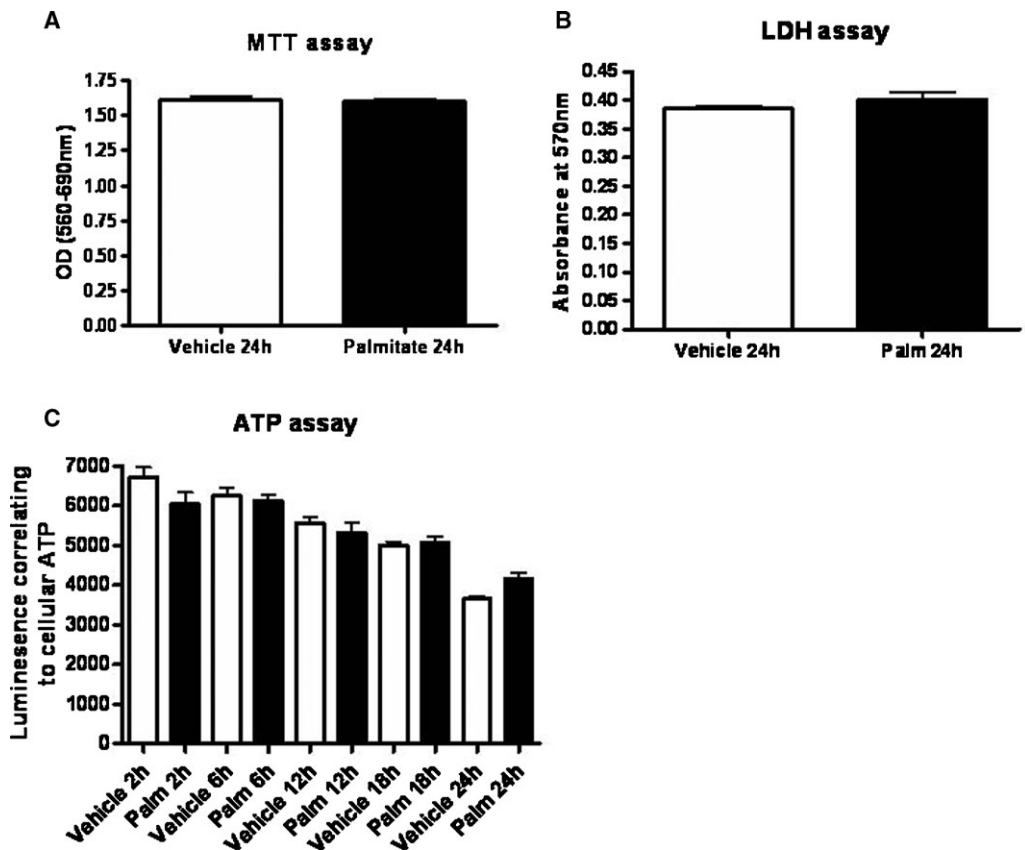 A
MTT assay
OD (560-690nm)
1.75
1.50
1.25
1.00
0.75
0.50
0.25
0.00
Vehicle 24h
Palmitate 24h
B
LDH assay
Absorbance at 570nm
0.45
0.40
0.35
0.30
0.25
0.20
0.15
0.10
0.05
0.00
Vehicle 24h
Palm 24h
C
ATP assay
Luminesence correlating
to cellular ATP
7000
6000
5000
4000
3000
2000
1000
0
Vehicle 2h
Palm 2h
Vehicle 6h
Palm 6h
Vehicle 12h
Palm 12h
Vehicle 18h
Palm 18h
Vehicle 24h
Palm 24h